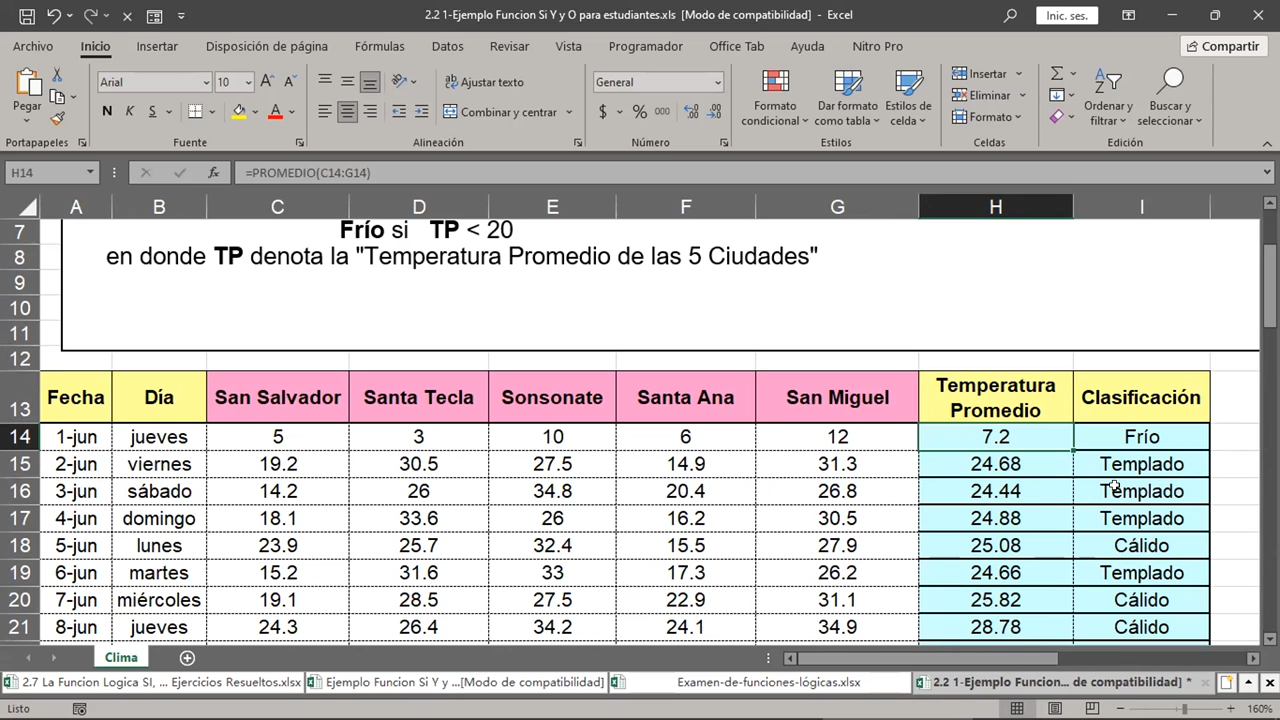 2.2 1-Ejemplo Funcion Si Y y O para estudiantes.xls [Modo de compatibilidad] - Excel
Inic. ses.
Archivo Inicio Insertar Disposición de página Fórmulas Datos Revisar Vista Programador Office Tab Ayuda Nitro Pro Compartir
Pegar
Arial 10
N K S
Ajustar texto
Combinar y centrar
General
$ % 000
Formato condicional
Dar formato como tabla
Estilos de celda
Insertar
Eliminar
Formato
Ordenar y filtrar
Buscar y seleccionar
Portapapeles Fuente Alineación Número Estilos Celdas Edición
H14 fx =PROMEDIO(C14:G14)
A B C D E F G H I
7 Frío si TP < 20
8 en donde TP denota la "Temperatura Promedio de las 5 Ciudades"
9
10
11
12
13 Fecha Día San Salvador Santa Tecla Sonsonate Santa Ana San Miguel Temperatura Promedio Clasificación
14 1-jun jueves 5 3 10 6 12 7.2 Frío
15 2-jun viernes 19.2 30.5 27.5 14.9 31.3 24.68 Templado
16 3-jun sábado 14.2 26 34.8 20.4 26.8 24.44 Templado
17 4-jun domingo 18.1 33.6 26 16.2 30.5 24.88 Templado
18 5-jun lunes 23.9 25.7 32.4 15.5 27.9 25.08 Cálido
19 6-jun martes 15.2 31.6 33 17.3 26.2 24.66 Templado
20 7-jun miércoles 19.1 28.5 27.5 22.9 31.1 25.82 Cálido
21 8-jun jueves 24.3 26.4 34.2 24.1 34.9 28.78 Cálido
Clima
2.7 La Funcion Logica SI, ... Ejercicios Resueltos.xlsx
Ejemplo Funcion Si Y y ...[Modo de compatibilidad]
Examen-de-funciones-lógicas.xlsx
2.2 1-Ejemplo Funcion... de compatibilidad] *
Listo 160%